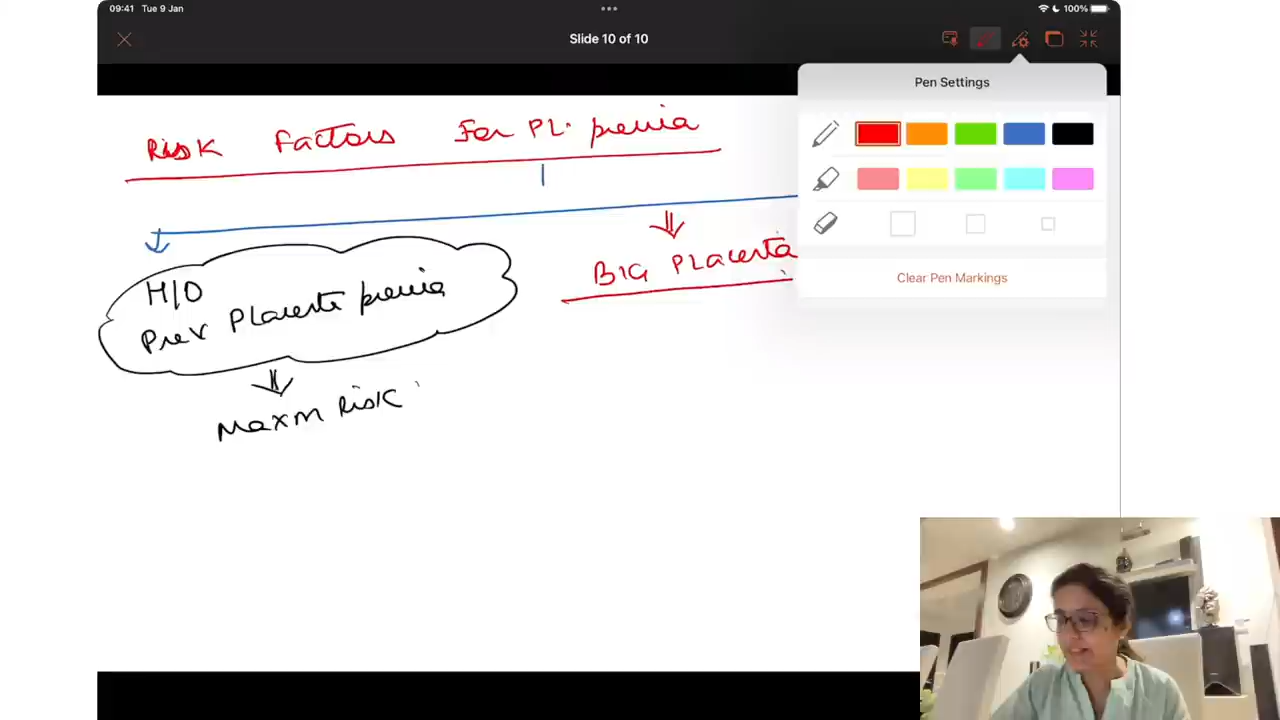 09:41 Tue 9 Jan
100%
Slide 10 of 10
Pen Settings
Clear Pen Markings
Risk Factors For PL. previa
H/O
Prev Placenta previa
Maxm Risk
BIG Placenta